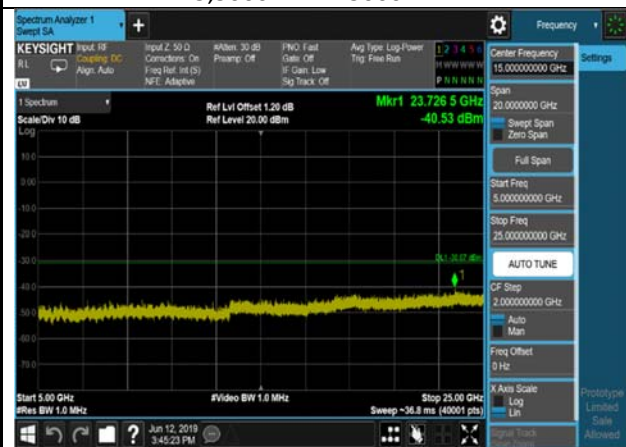 Spectrum Analyzer 1
Swept SA
Frequency
KEYSIGHT
Input: RF
Input Z: 50 Ω
#Atten: 30 dB
PNO: Fast
Avg Type: Log-Power
1 2 3 4 5 6
RL
Coupling: DC
Corrections: On
Preamp: Off
Gate: Off
Trig: Free Run
Align: Auto
Freq Ref: Int (S)
IF Gain: Low
NFE: Adaptive
Sig Track: Off
P N N N N N
Center Frequency
15.000000000 GHz
Settings
1 Spectrum
Ref Lvl Offset 1.20 dB
Mkr1 23.726 5 GHz
Scale/Div 10 dB
Ref Level 20.00 dBm
-40.53 dBm
Span
20.0000000 GHz
Swept Span
Zero Span
Full Span
Log
10.0
0.00
-10.0
-20.0
-30.0
-40.0
-50.0
-60.0
-70.0
1
Start Freq
5.000000000 GHz
Stop Freq
25.000000000 GHz
AUTO TUNE
CF Step
2.000000000 GHz
Auto
Man
Freq Offset
0 Hz
X Axis Scale
Log
Lin
Signal Track
Prototype
Limited
Sale
Allowed
Start 5.00 GHz
#Video BW 1.0 MHz
Stop 25.00 GHz
#Res BW 1.0 MHz
Sweep ~36.8 ms (40001 pts)
Jun 12, 2019
3:45:23 PM